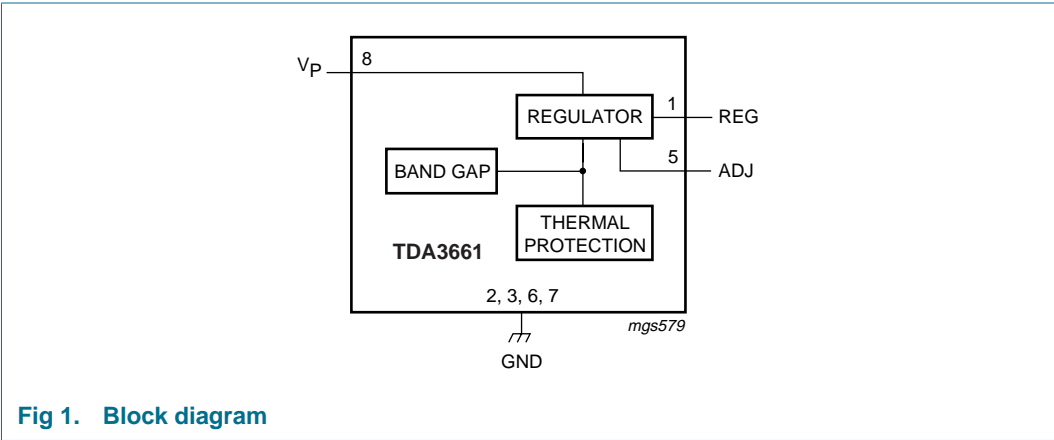 VP
8
REGULATOR
1
REG
5
ADJ
BAND GAP
THERMAL
PROTECTION
TDA3661
2, 3, 6, 7
mgs579
GND
Fig 1. Block diagram